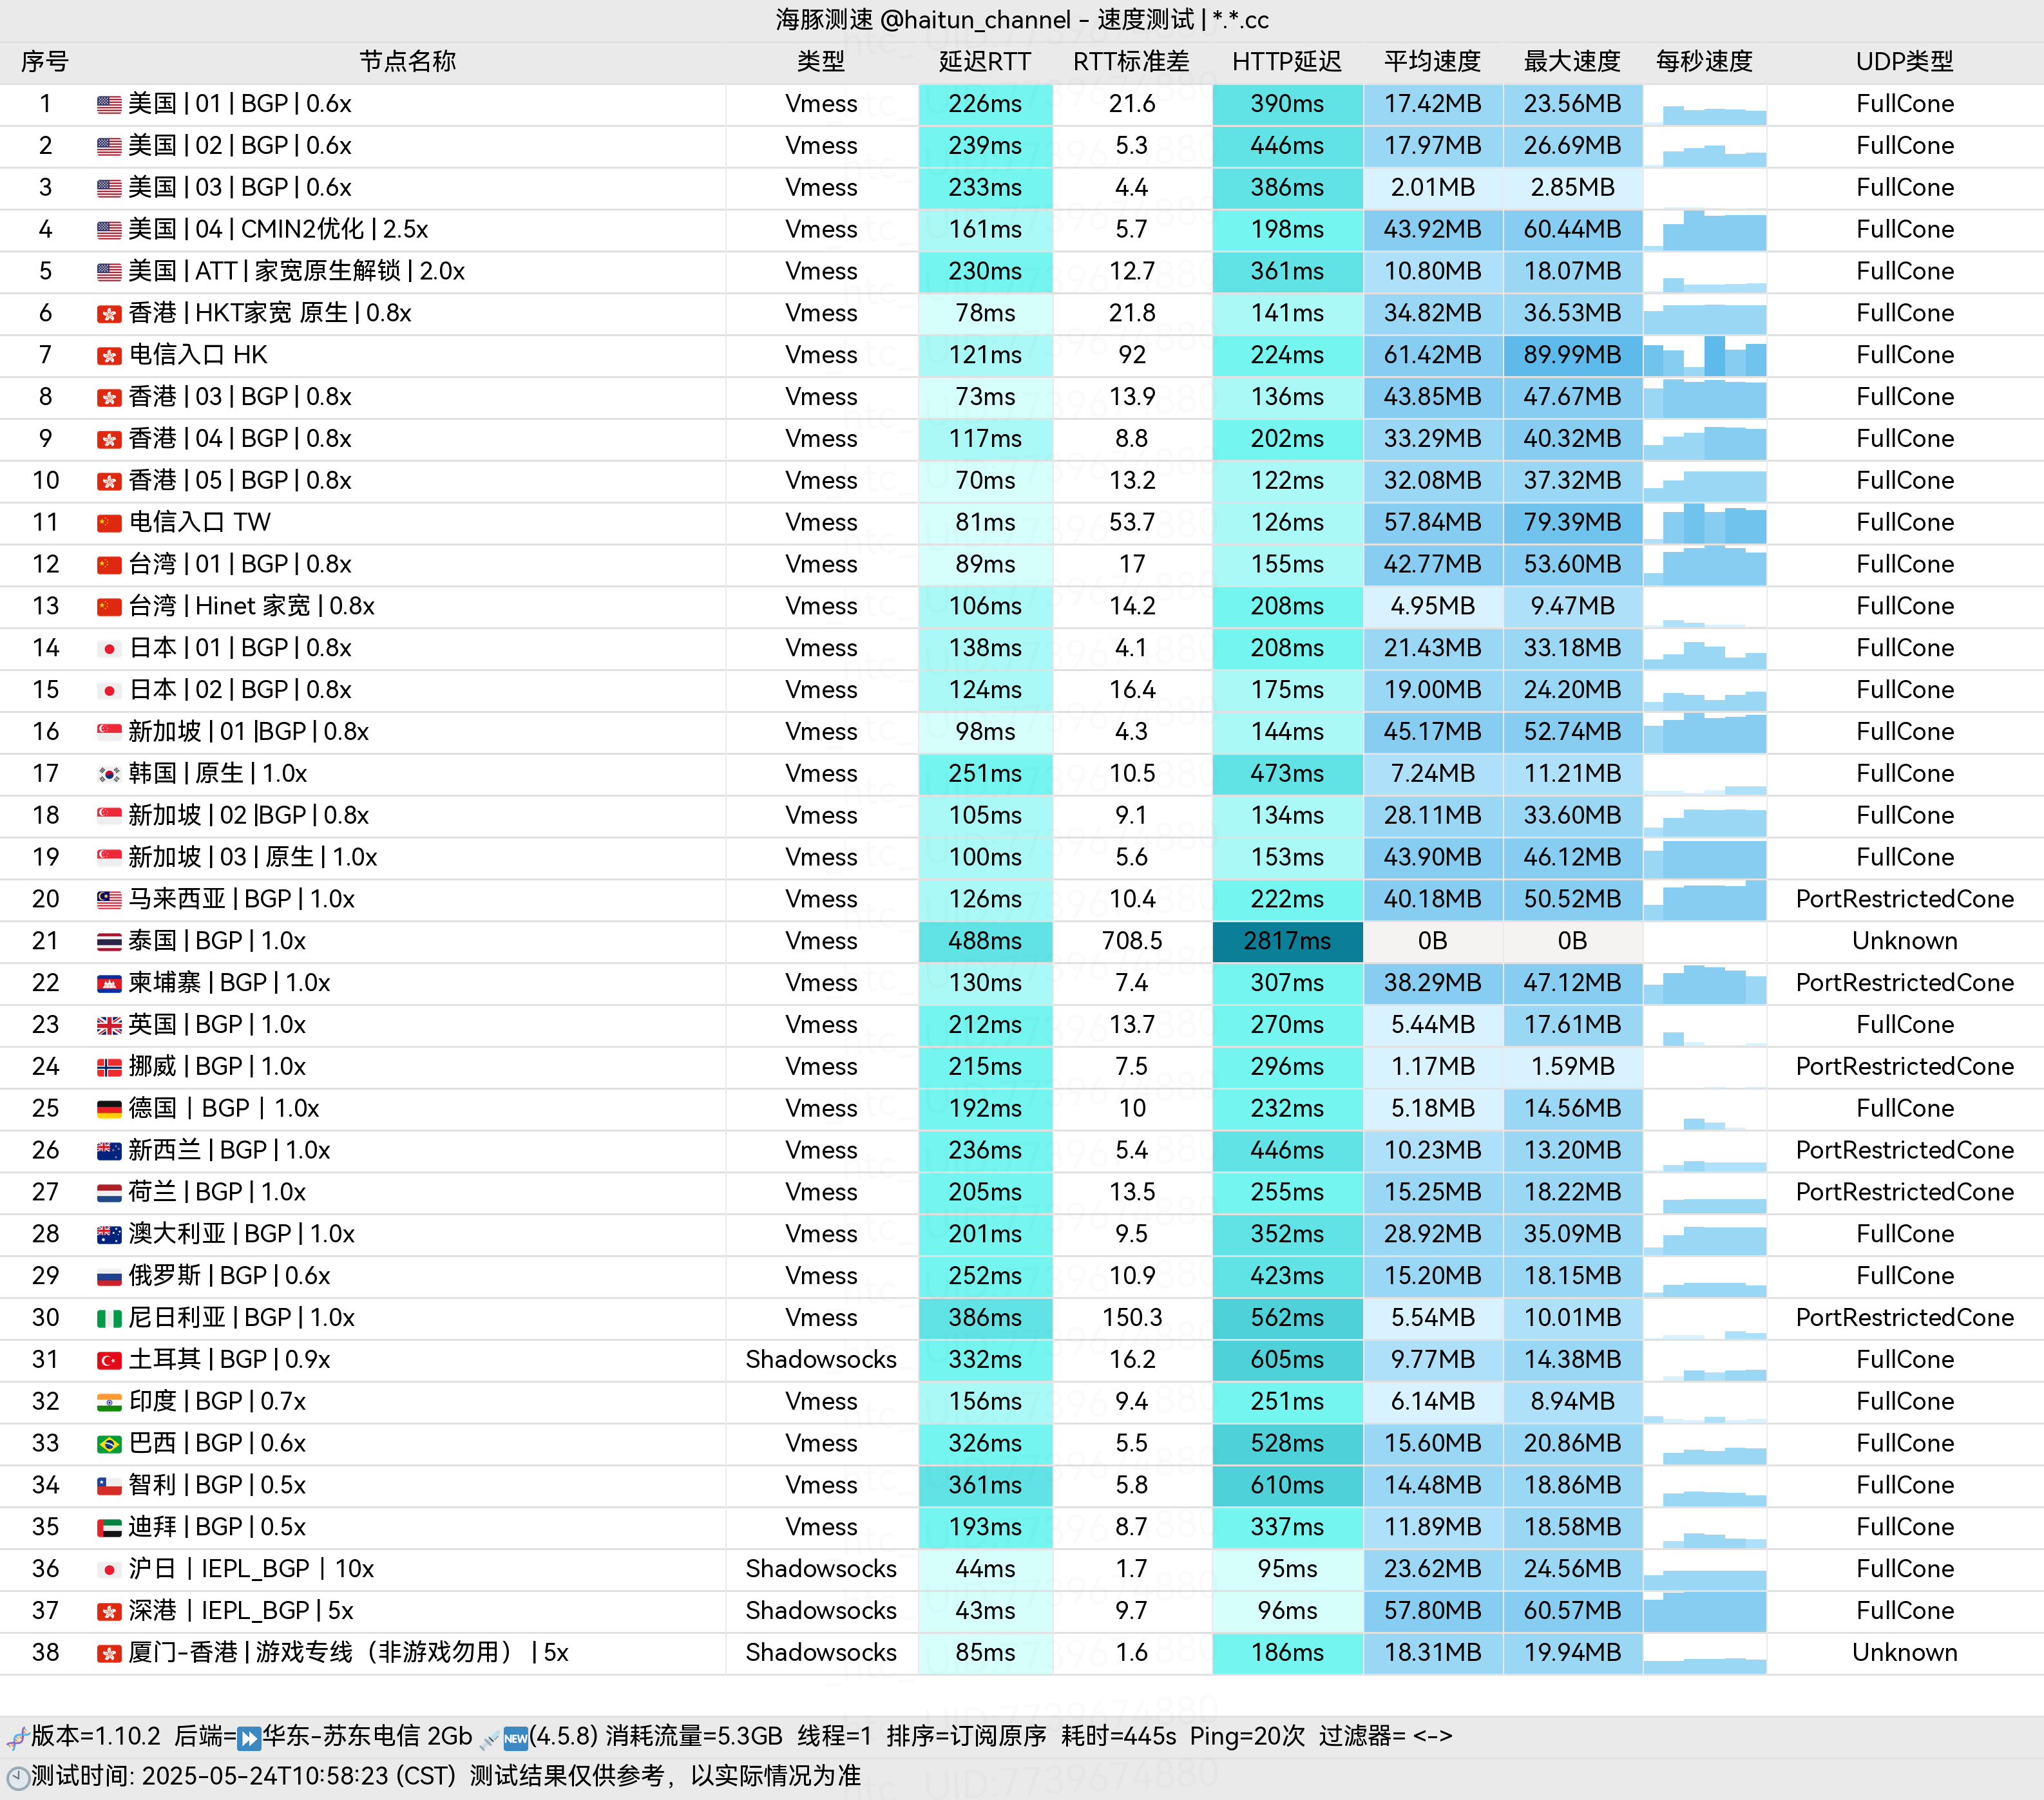 海豚测速 @haitun_channel - 速度测试 | *.*.cc
序号 节点名称 类型 延迟RTT RTT标准差 HTTP延迟 平均速度 最大速度 每秒速度 UDP类型
1 美国 | 01 | BGP | 0.6x Vmess 226ms 21.6 390ms 17.42MB 23.56MB FullCone
2 美国 | 02 | BGP | 0.6x Vmess 239ms 5.3 446ms 17.97MB 26.69MB FullCone
3 美国 | 03 | BGP | 0.6x Vmess 233ms 4.4 386ms 2.01MB 2.85MB FullCone
4 美国 | 04 | CMIN2优化 | 2.5x Vmess 161ms 5.7 198ms 43.92MB 60.44MB FullCone
5 美国 | ATT | 家宽原生解锁 | 2.0x Vmess 230ms 12.7 361ms 10.80MB 18.07MB FullCone
6 香港 | HKT家宽 原生 | 0.8x Vmess 78ms 21.8 141ms 34.82MB 36.53MB FullCone
7 电信入口 HK Vmess 121ms 92 224ms 61.42MB 89.99MB FullCone
8 香港 | 03 | BGP | 0.8x Vmess 73ms 13.9 136ms 43.85MB 47.67MB FullCone
9 香港 | 04 | BGP | 0.8x Vmess 117ms 8.8 202ms 33.29MB 40.32MB FullCone
10 香港 | 05 | BGP | 0.8x Vmess 70ms 13.2 122ms 32.08MB 37.32MB FullCone
11 电信入口 TW Vmess 81ms 53.7 126ms 57.84MB 79.39MB FullCone
12 台湾 | 01 | BGP | 0.8x Vmess 89ms 17 155ms 42.77MB 53.60MB FullCone
13 台湾 | Hinet 家宽 | 0.8x Vmess 106ms 14.2 208ms 4.95MB 9.47MB FullCone
14 日本 | 01 | BGP | 0.8x Vmess 138ms 4.1 208ms 21.43MB 33.18MB FullCone
15 日本 | 02 | BGP | 0.8x Vmess 124ms 16.4 175ms 19.00MB 24.20MB FullCone
16 新加坡 | 01 |BGP | 0.8x Vmess 98ms 4.3 144ms 45.17MB 52.74MB FullCone
17 韩国 | 原生 | 1.0x Vmess 251ms 10.5 473ms 7.24MB 11.21MB FullCone
18 新加坡 | 02 |BGP | 0.8x Vmess 105ms 9.1 134ms 28.11MB 33.60MB FullCone
19 新加坡 | 03 | 原生 | 1.0x Vmess 100ms 5.6 153ms 43.90MB 46.12MB FullCone
20 马来西亚 | BGP | 1.0x Vmess 126ms 10.4 222ms 40.18MB 50.52MB PortRestrictedCone
21 泰国 | BGP | 1.0x Vmess 488ms 708.5 2817ms 0B 0B Unknown
22 柬埔寨 | BGP | 1.0x Vmess 130ms 7.4 307ms 38.29MB 47.12MB PortRestrictedCone
23 英国 | BGP | 1.0x Vmess 212ms 13.7 270ms 5.44MB 17.61MB FullCone
24 挪威 | BGP | 1.0x Vmess 215ms 7.5 296ms 1.17MB 1.59MB PortRestrictedCone
25 德国 | BGP | 1.0x Vmess 192ms 10 232ms 5.18MB 14.56MB FullCone
26 新西兰 | BGP | 1.0x Vmess 236ms 5.4 446ms 10.23MB 13.20MB PortRestrictedCone
27 荷兰 | BGP | 1.0x Vmess 205ms 13.5 255ms 15.25MB 18.22MB PortRestrictedCone
28 澳大利亚 | BGP | 1.0x Vmess 201ms 9.5 352ms 28.92MB 35.09MB FullCone
29 俄罗斯 | BGP | 0.6x Vmess 252ms 10.9 423ms 15.20MB 18.15MB FullCone
30 尼日利亚 | BGP | 1.0x Vmess 386ms 150.3 562ms 5.54MB 10.01MB PortRestrictedCone
31 土耳其 | BGP | 0.9x Shadowsocks 332ms 16.2 605ms 9.77MB 14.38MB FullCone
32 印度 | BGP | 0.7x Vmess 156ms 9.4 251ms 6.14MB 8.94MB FullCone
33 巴西 | BGP | 0.6x Vmess 326ms 5.5 528ms 15.60MB 20.86MB FullCone
34 智利 | BGP | 0.5x Vmess 361ms 5.8 610ms 14.48MB 18.86MB FullCone
35 迪拜 | BGP | 0.5x Vmess 193ms 8.7 337ms 11.89MB 18.58MB FullCone
36 沪日 | IEPL_BGP | 10x Shadowsocks 44ms 1.7 95ms 23.62MB 24.56MB FullCone
37 深港 | IEPL_BGP | 5x Shadowsocks 43ms 9.7 96ms 57.80MB 60.57MB FullCone
38 厦门-香港 | 游戏专线（非游戏勿用） | 5x Shadowsocks 85ms 1.6 186ms 18.31MB 19.94MB Unknown
版本=1.10.2 后端=⏩华东-苏东电信 2Gb 🆕(4.5.8) 消耗流量=5.3GB 线程=1 排序=订阅原序 耗时=445s Ping=20次 过滤器= <->
测试时间: 2025-05-24T10:58:23 (CST) 测试结果仅供参考，以实际情况为准